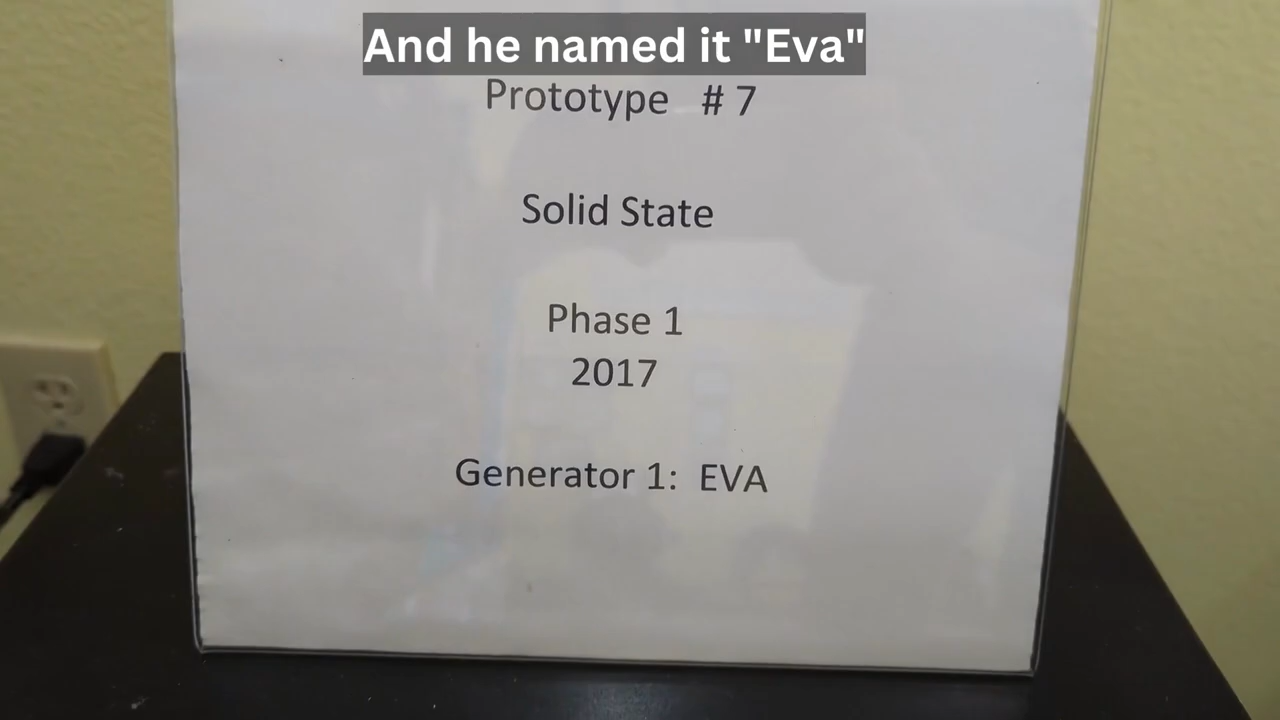 And he named it "Eva"
Prototype # 7
Solid State
Phase 1
2017
Generator 1: EVA